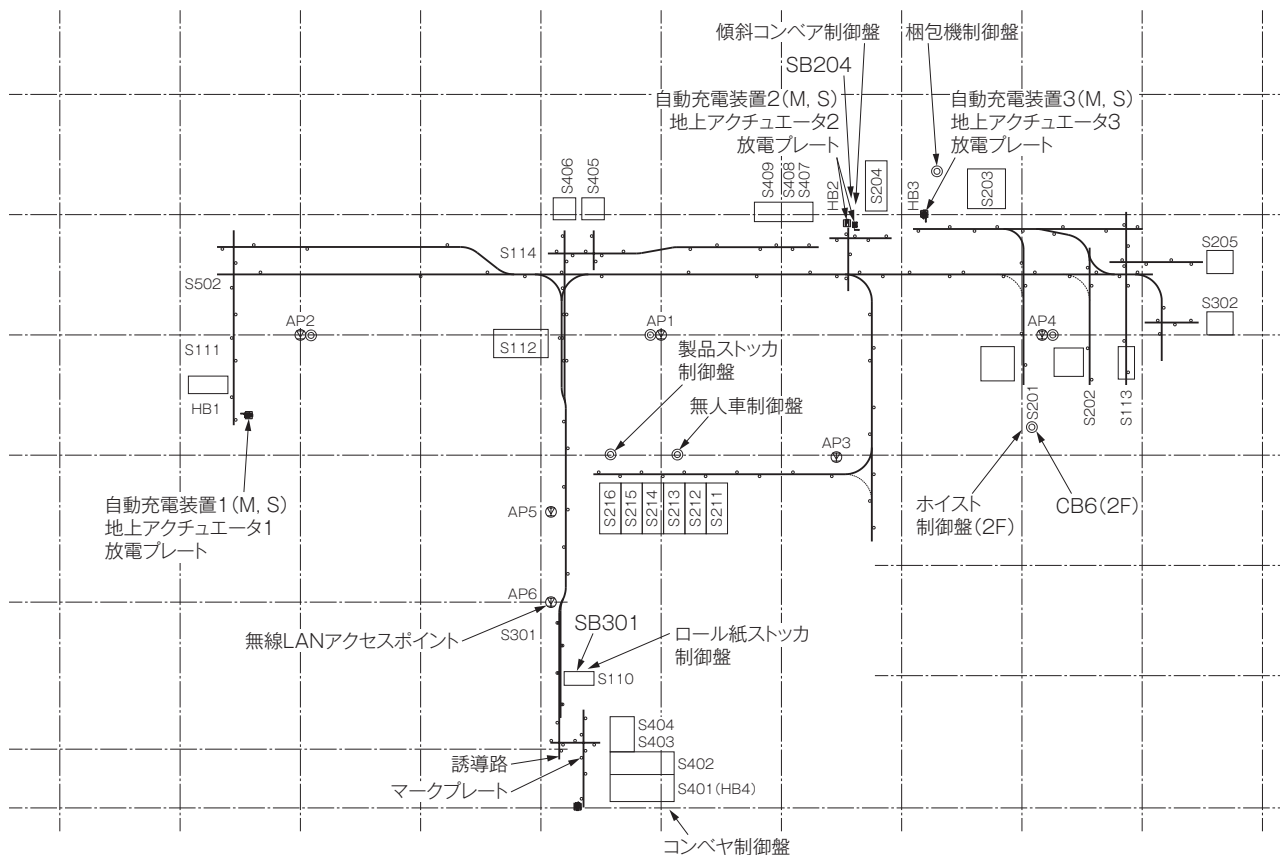 傾斜コンベア制御盤
梱包機制御盤
SB204
自動充電装置2(M, S)
地上アクチュエータ2
放電プレート
自動充電装置3(M, S)
地上アクチュエータ3
放電プレート
S406
S405
S409
S408
S407
HB2
S204
HB3
S203
S114
S205
S502
S302
AP2
AP1
AP4
S111
S112
製品ストッカ
制御盤
無人車制御盤
HB1
S201
S202
S113
AP3
自動充電装置1(M, S)
地上アクチュエータ1
放電プレート
AP5
S216
S215
S214
S213
S212
S211
ホイスト
制御盤(2F)
CB6(2F)
AP6
無線LANアクセスポイント
S301
SB301
ロール紙ストッカ
制御盤
S110
S404
S403
誘導路
S402
マークプレート
S401(HB4)
コンベヤ制御盤